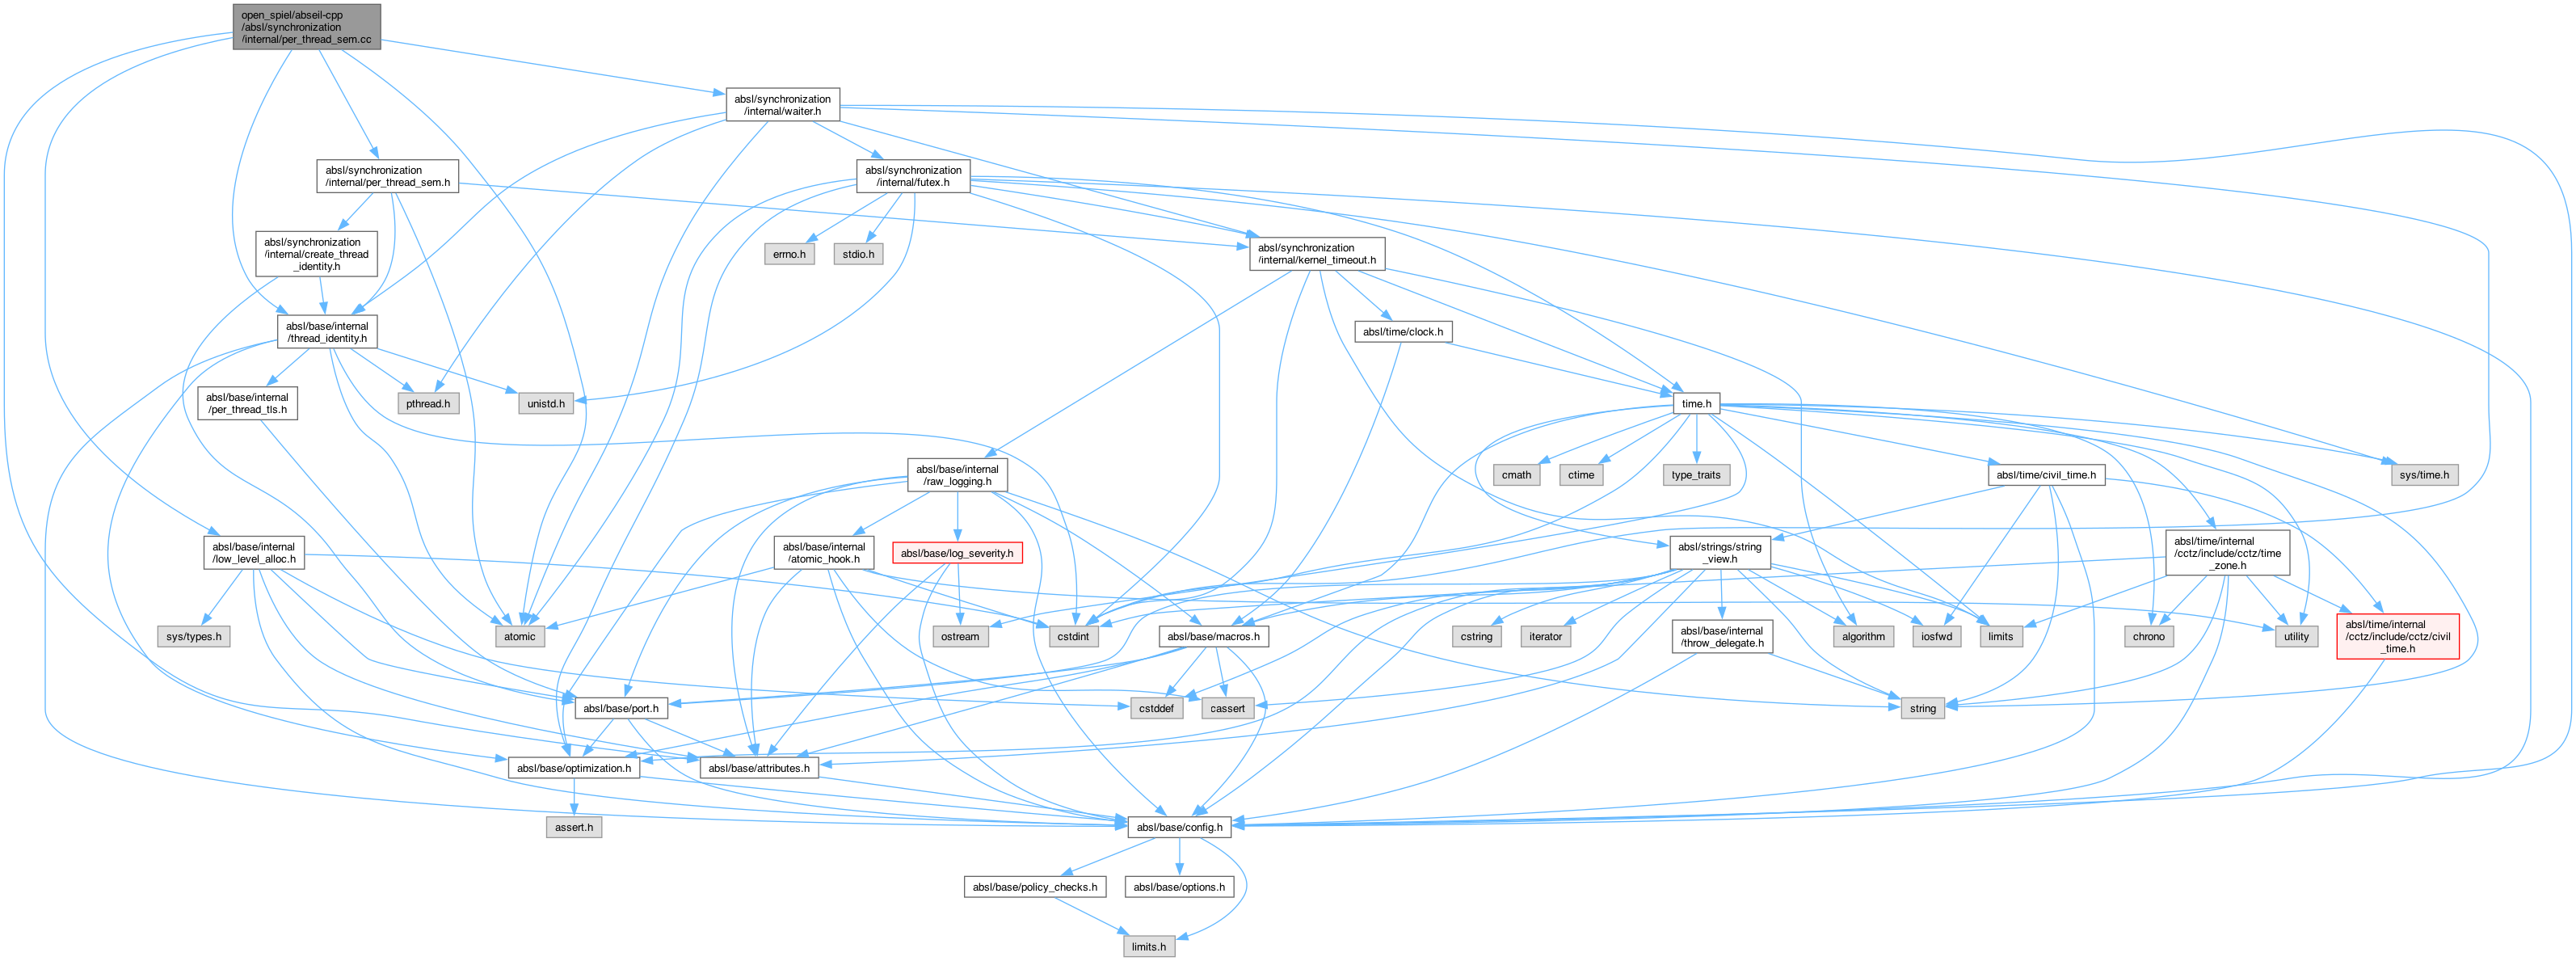 open_spiel/abseil-cpp
/absl/synchronization
/internal/per_thread_sem.cc
absl/synchronization
/internal/waiter.h
absl/synchronization
/internal/per_thread_sem.h
absl/synchronization
/internal/futex.h
absl/synchronization
/internal/create_thread
_identity.h
errno.h
stdio.h
absl/synchronization
/internal/kernel_timeout.h
absl/base/internal
/thread_identity.h
absl/time/clock.h
absl/base/internal
/per_thread_tls.h
pthread.h
unistd.h
time.h
absl/base/internal
/raw_logging.h
cmath
ctime
type_traits
absl/time/civil_time.h
sys/time.h
absl/base/internal
/low_level_alloc.h
absl/base/internal
/atomic_hook.h
absl/base/log_severity.h
absl/strings/string
_view.h
absl/time/internal
/cctz/include/cctz/time
_zone.h
sys/types.h
atomic
ostream
cstdint
absl/base/macros.h
cstring
iterator
absl/base/internal
/throw_delegate.h
algorithm
iosfwd
limits
chrono
utility
absl/time/internal
/cctz/include/cctz/civil
_time.h
absl/base/port.h
cstddef
cassert
string
absl/base/optimization.h
absl/base/attributes.h
assert.h
absl/base/config.h
absl/base/policy_checks.h
absl/base/options.h
limits.h